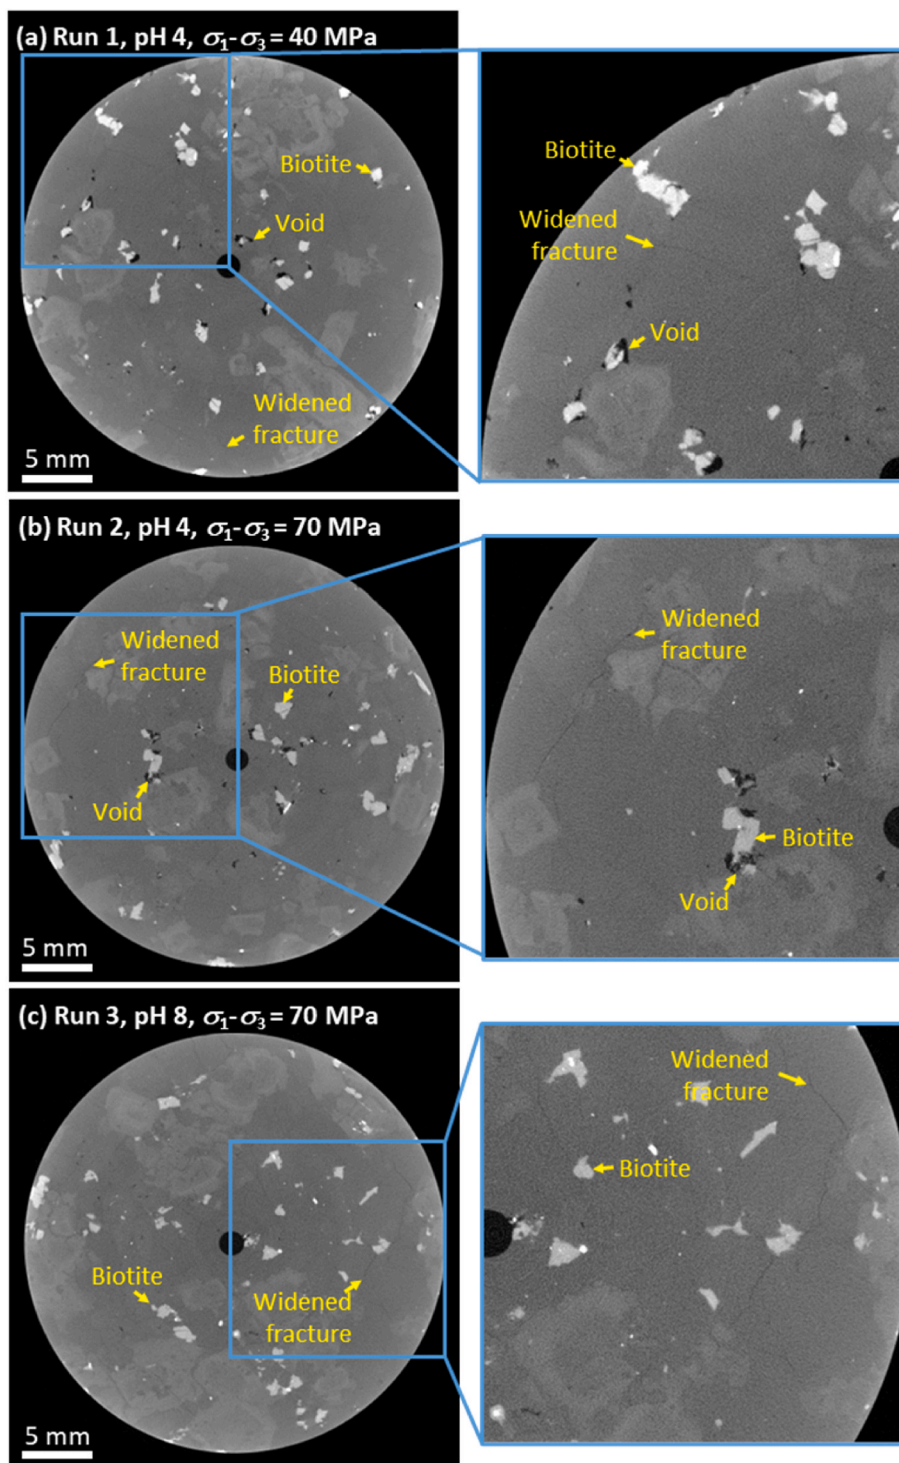 (a) Run 1, pH 4, σ₁-σ₃ = 40 MPa
Biotite
Void
Widened
fracture
5 mm
Biotite
Widened
fracture
Void
(b) Run 2, pH 4, σ₁-σ₃ = 70 MPa
Widened
fracture
Biotite
Void
5 mm
Widened
fracture
Biotite
Void
(c) Run 3, pH 8, σ₁-σ₃ = 70 MPa
Biotite
Widened
fracture
5 mm
Widened
fracture
Biotite